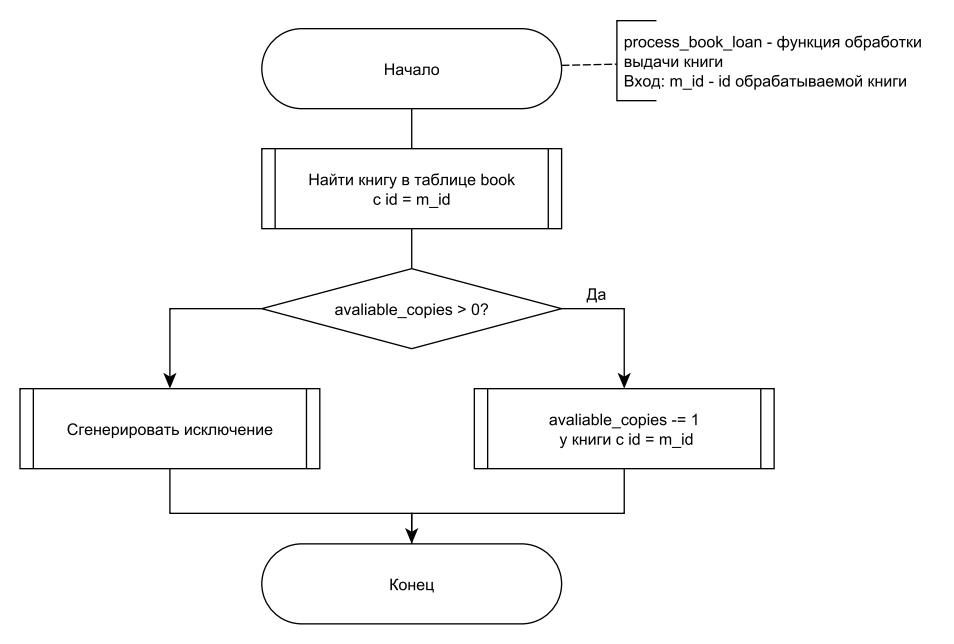 Начало
process_book_loan - функция обработки
выдачи книги
Вход: m_id - id обрабатываемой книги
Найти книгу в таблице book
с id = m_id
avaliable_copies > 0?
Да
Сгенерировать исключение
avaliable_copies -= 1
у книги с id = m_id
Конец